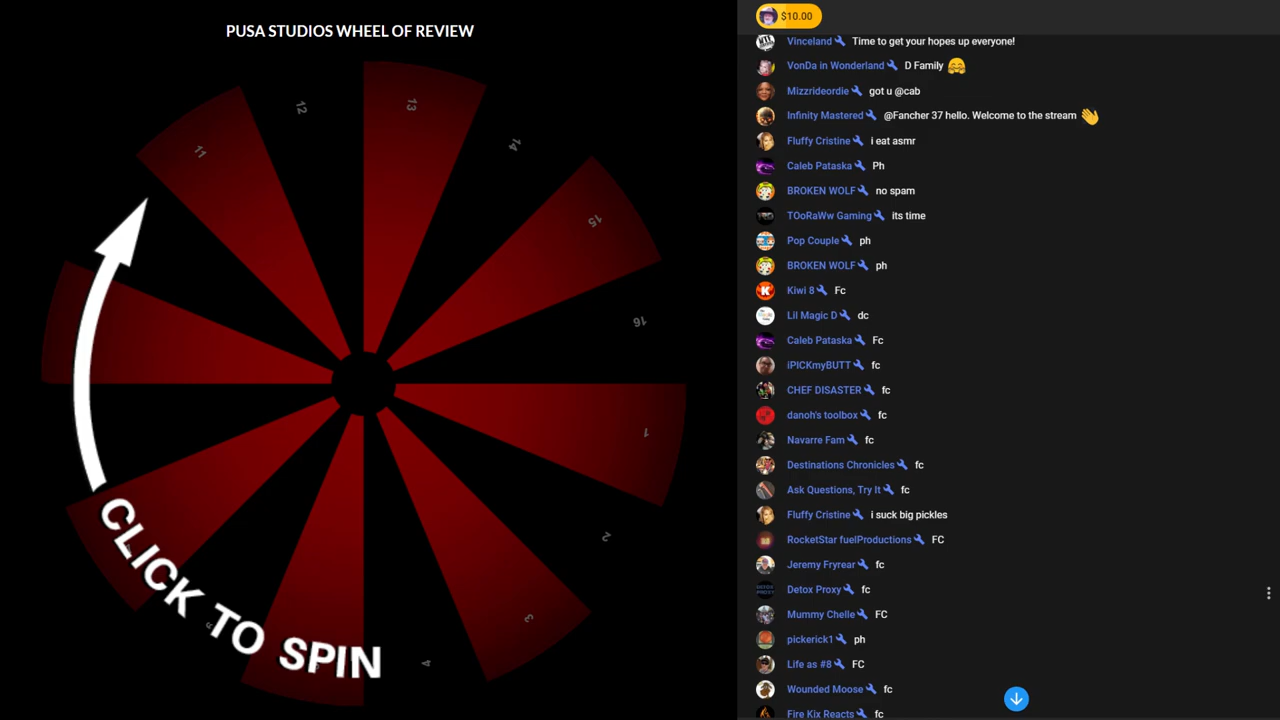 PUSA STUDIOS WHEEL OF REVIEW
11
12
13
14
15
16
1
2
3
4
CLICK TO SPIN
$10.00
Vinceland Time to get your hopes up everyone!
VonDa in Wonderland D Family 🤗
Mizzrideordie got u @cab
Infinity Mastered @Fancher 37 hello. Welcome to the stream 👋
Fluffy Cristine i eat asmr
Caleb Pataska Ph
BROKEN WOLF no spam
TOoRaWw Gaming its time
Pop Couple ph
BROKEN WOLF ph
Kiwi 8 Fc
Lil Magic D dc
Caleb Pataska Fc
iPICKmyBUTT fc
CHEF DISASTER fc
danoh's toolbox fc
Navarre Fam fc
Destinations Chronicles fc
Ask Questions, Try It fc
Fluffy Cristine i suck big pickles
RocketStar fuelProductions FC
Jeremy Fryrear fc
Detox Proxy fc
Mummy Chelle FC
pickerick1 ph
Life as #8 FC
Wounded Moose fc
Fire Kix Reacts fc